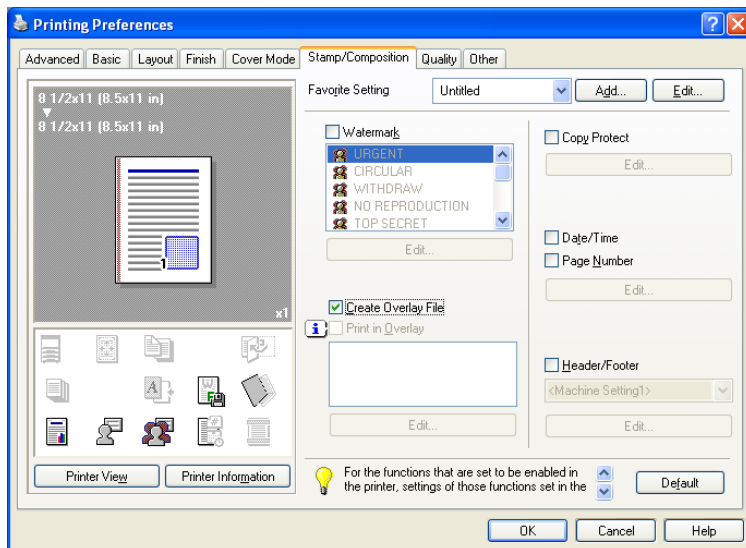 Printing Preferences
Advanced Basic Layout Finish Cover Mode Stamp/Composition Quality Other
8 1/2x11 (8.5x11 in)
8 1/2x11 (8.5x11 in)
1
x1
Printer View Printer Information
Favorite Setting Untitled Add... Edit...
Watermark
URGENT
CIRCULAR
WITHDRAW
NO REPRODUCTION
TOP SECRET
Edit...
Create Overlay File
Print in Overlay
Edit...
Copy Protect
Edit...
Date/Time
Page Number
Edit...
Header/Footer
<Machine Setting1>
Edit...
For the functions that are set to be enabled in
the printer, settings of those functions set in the
Default
OK Cancel Help